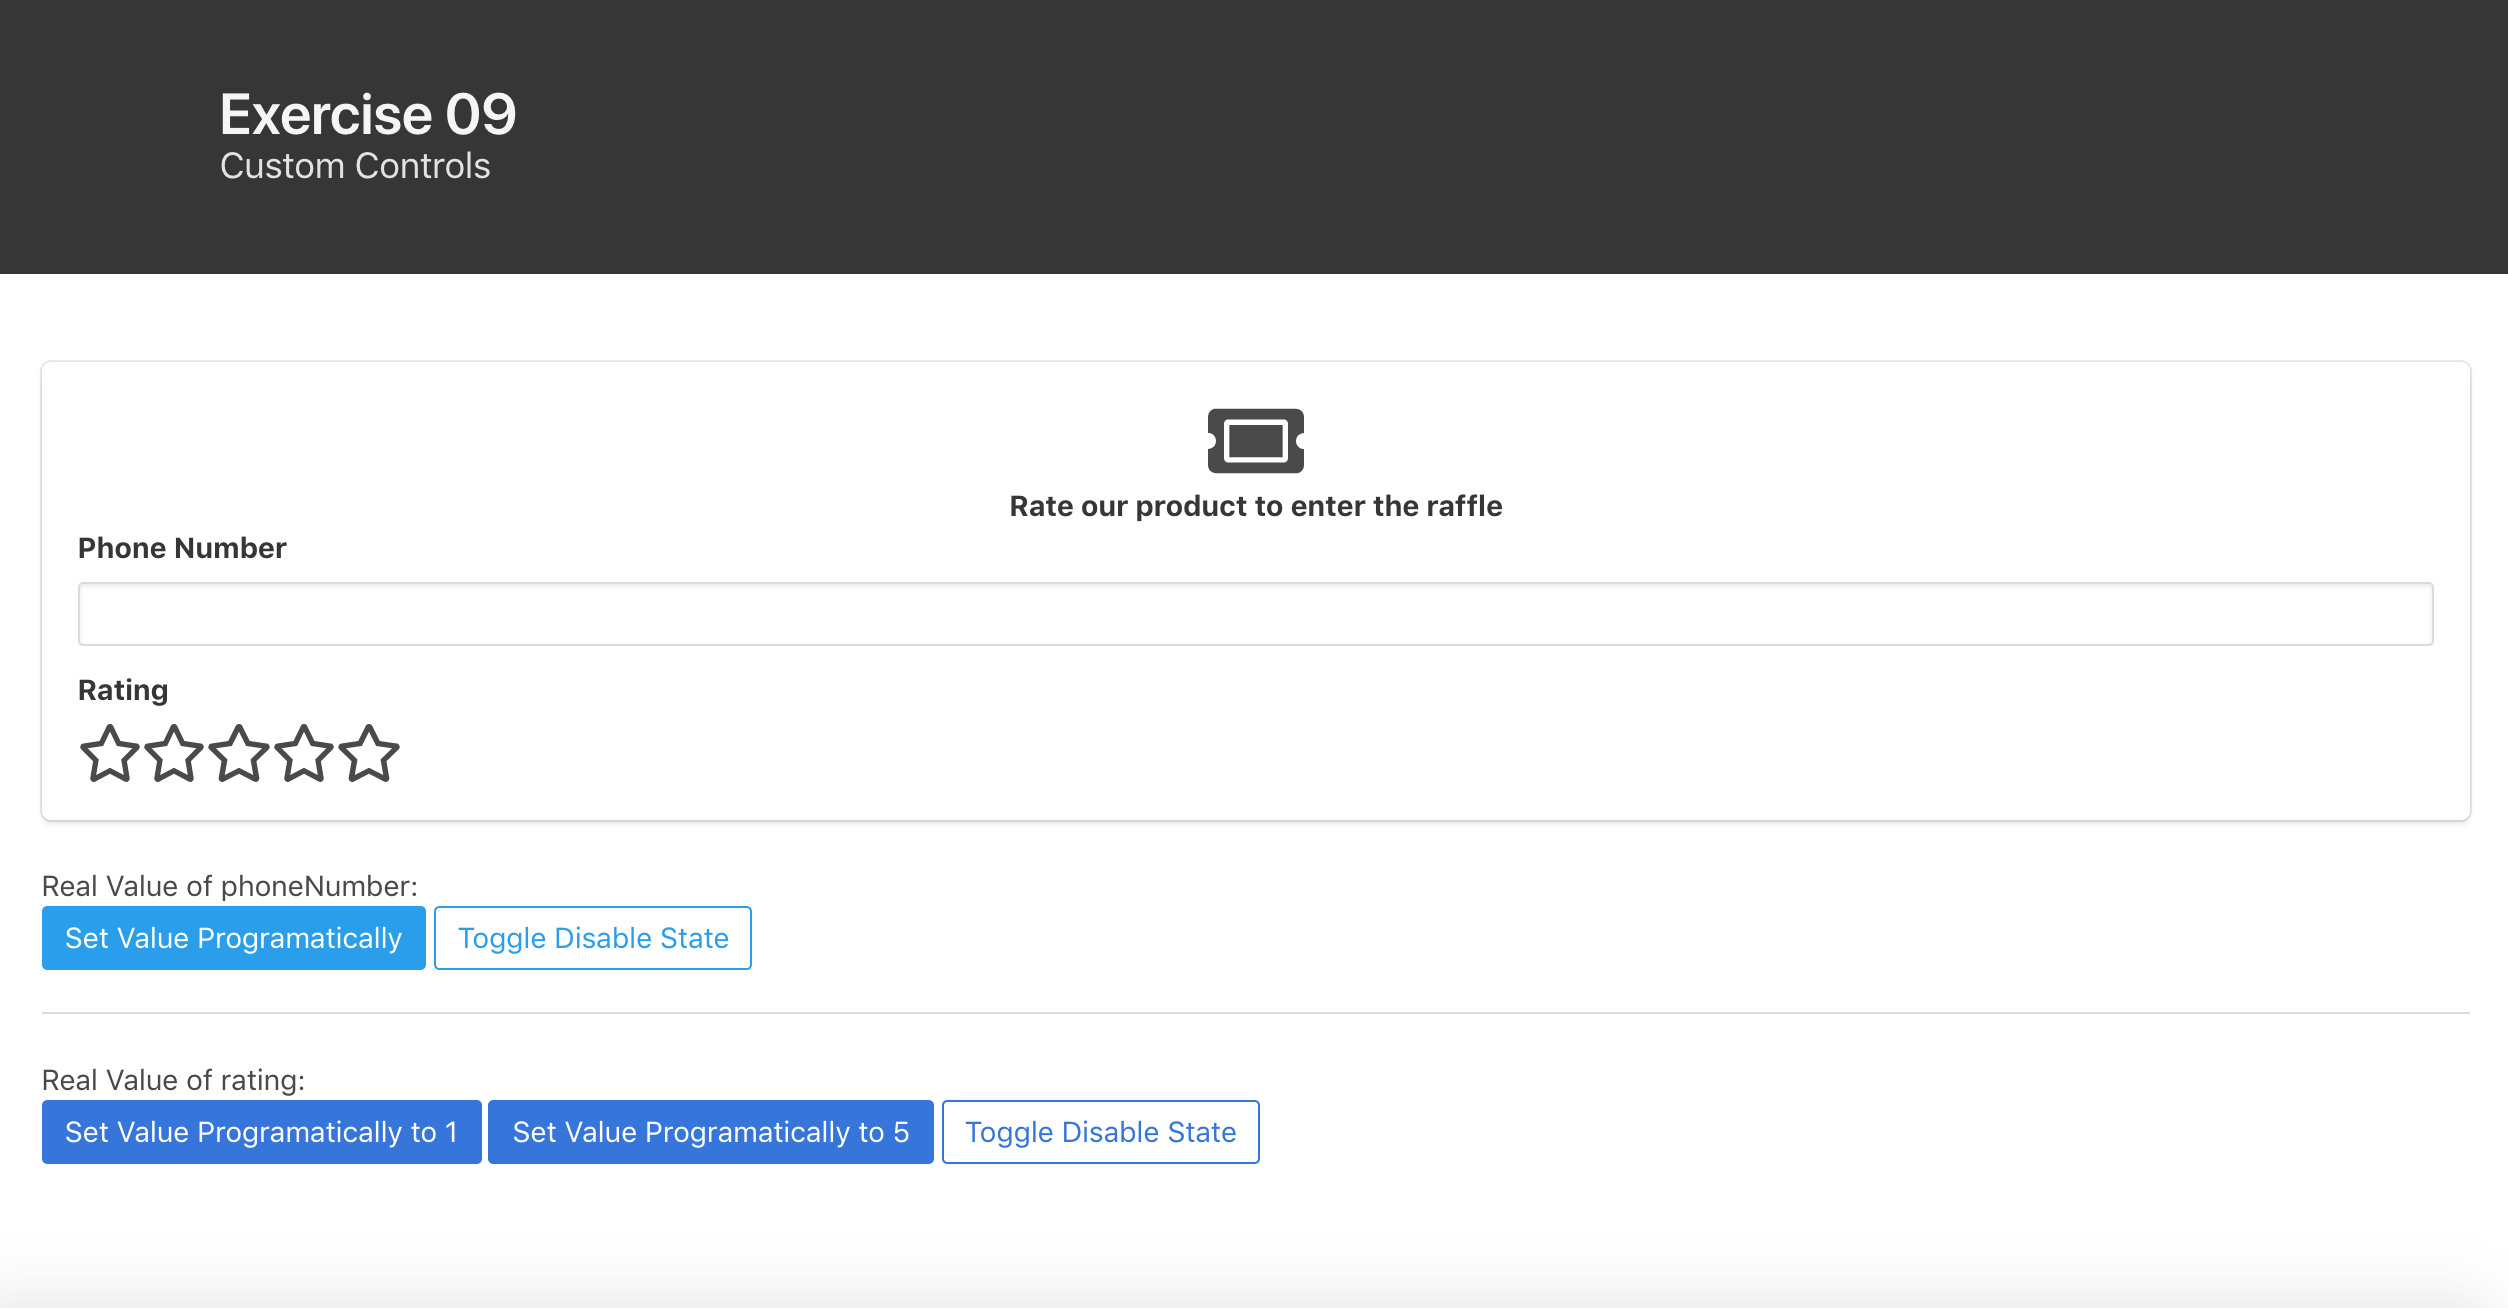 Exercise 09
Custom Controls
Rate our product to enter the raffle
Phone Number
Rating
Real Value of phoneNumber:
Set Value Programatically Toggle Disable State
Real Value of rating:
Set Value Programatically to 1 Set Value Programatically to 5 Toggle Disable State